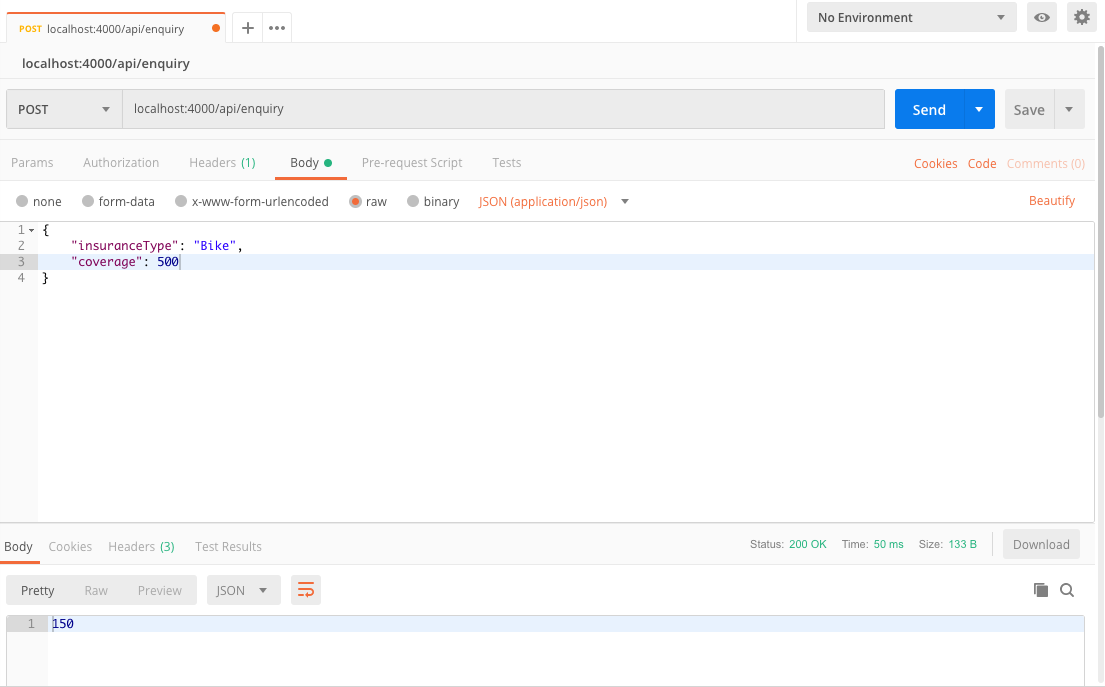 POST localhost:4000/api/enquiry No Environment
localhost:4000/api/enquiry
POST localhost:4000/api/enquiry Send Save
Params Authorization Headers (1) Body Pre-request Script Tests Cookies Code Comments (0)
none form-data x-www-form-urlencoded raw binary JSON (application/json) Beautify
1 {
2 "insuranceType": "Bike",
3 "coverage": 500
4 }
Body Cookies Headers (3) Test Results Status: 200 OK Time: 50 ms Size: 133 B Download
Pretty Raw Preview JSON
1 150